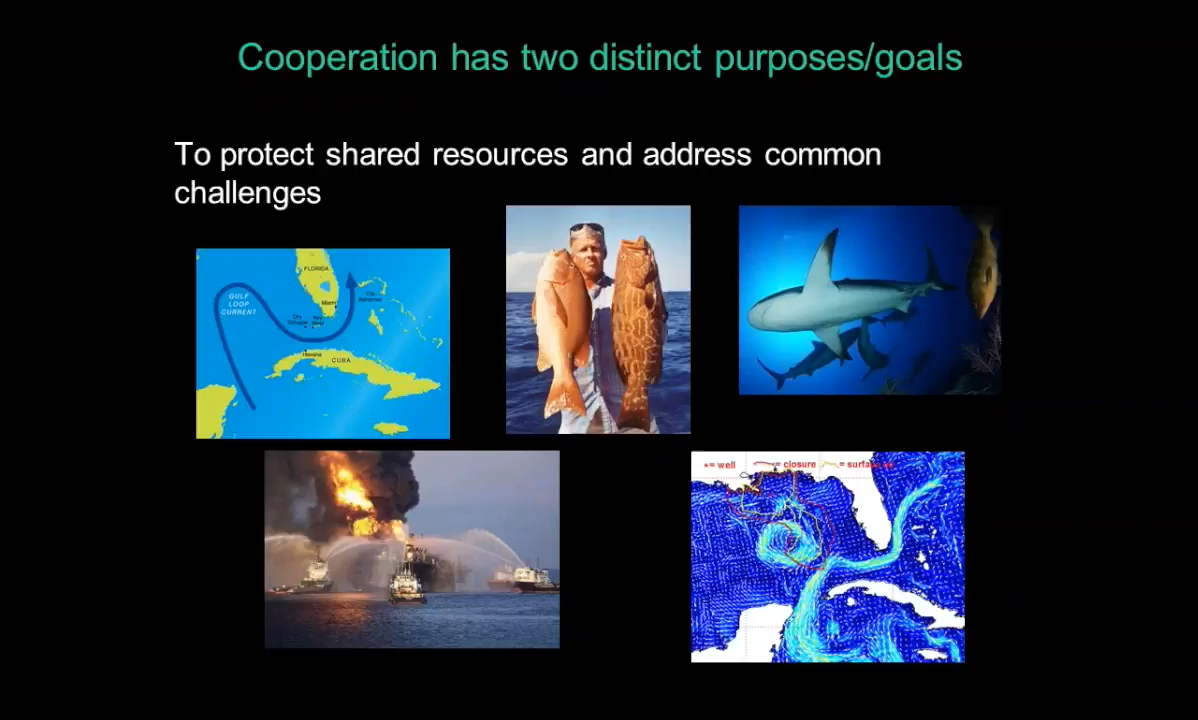 Cooperation has two distinct purposes/goals
To protect shared resources and address common
challenges
FLORIDA
GULF
LOOP
CURRENT
Miami
The
Bahamas
Dry
Tortugas
Key
West
Havana
CUBA
= well
= closure
= surface